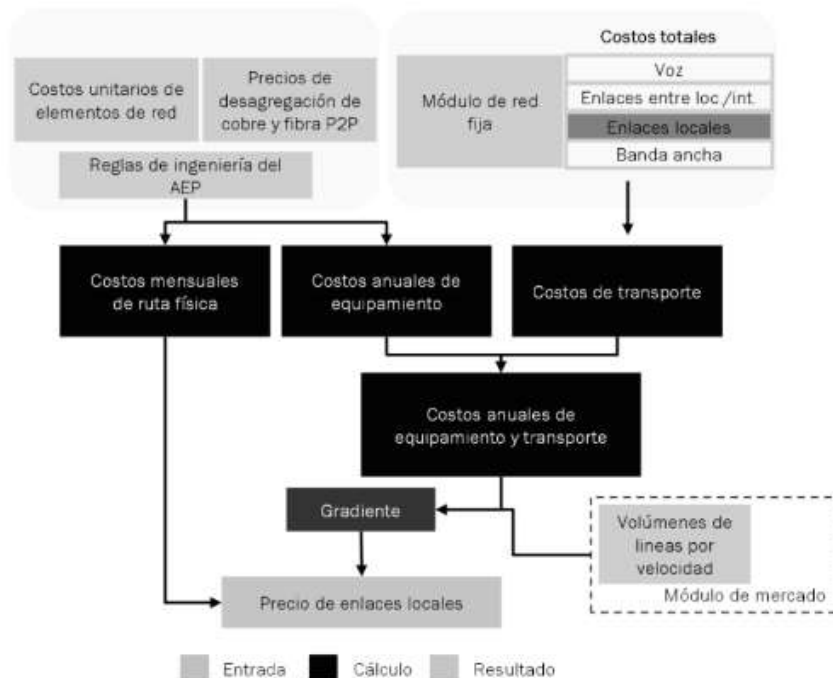 Costos totales
Costos unitarios de
elementos de red
Precios de
desagregación de
cobre y fibra P2P
Reglas de ingeniería del
AEP
Módulo de red
fija
Voz
Enlaces entre loc./int.
Enlaces locales
Banda ancha
Costos mensuales
de ruta física
Costos anuales de
equipamiento
Costos de transporte
Costos anuales de
equipamiento y transporte
Gradiente
Volúmenes de
lineas por
velocidad
Módulo de mercado
Precio de enlaces locales
Entrada
Cálculo
Resultado